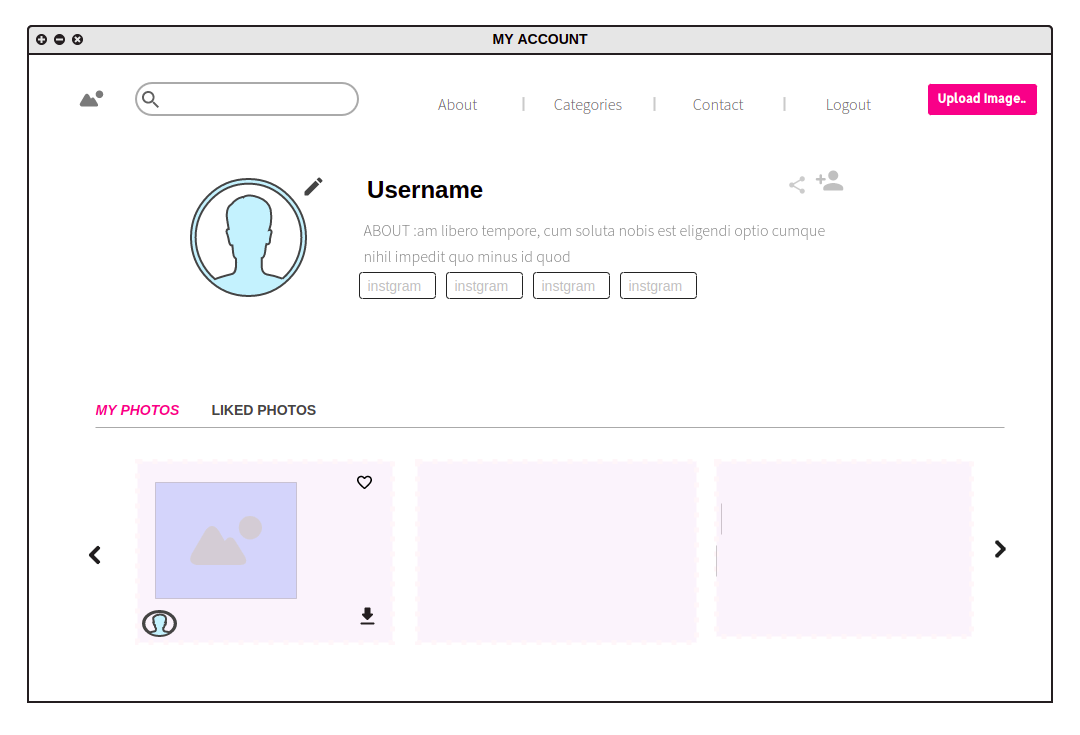 MY ACCOUNT
About | Categories | Contact | Logout
Upload Image..
Username
ABOUT :am libero tempore, cum soluta nobis est eligendi optio cumque
nihil impedit quo minus id quod
instgram instgram instgram instgram
MY PHOTOS LIKED PHOTOS